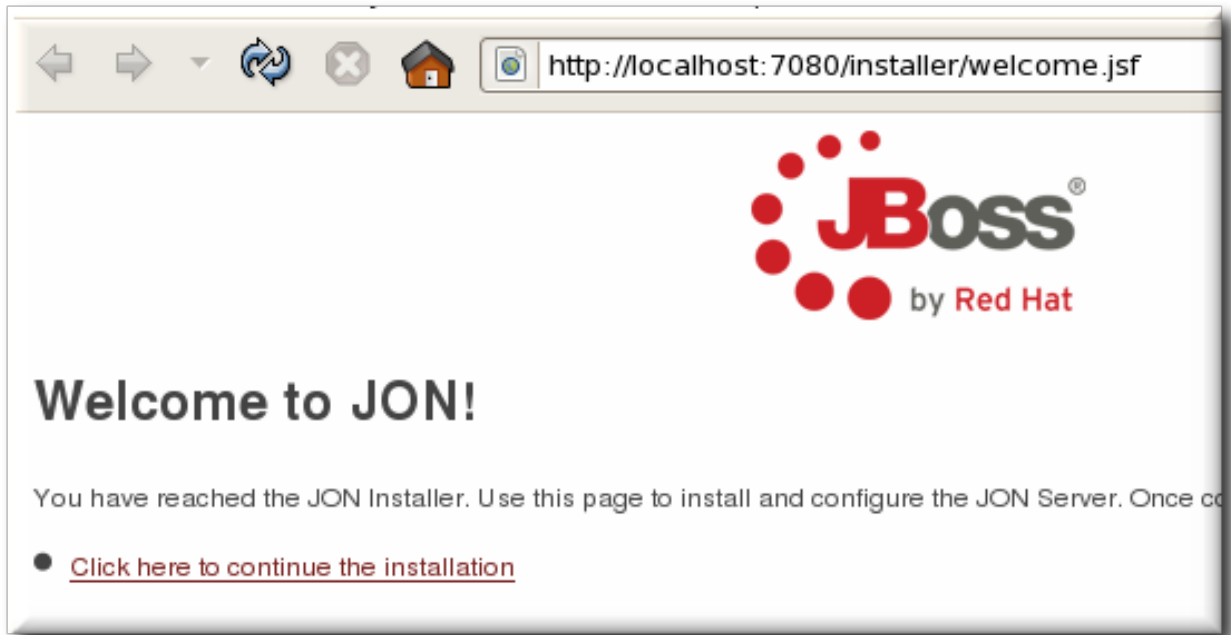 http://localhost:7080/installer/welcome.jsf
JBoss®
by Red Hat
Welcome to JON!
You have reached the JON Installer. Use this page to install and configure the JON Server. Once
Click here to continue the installation